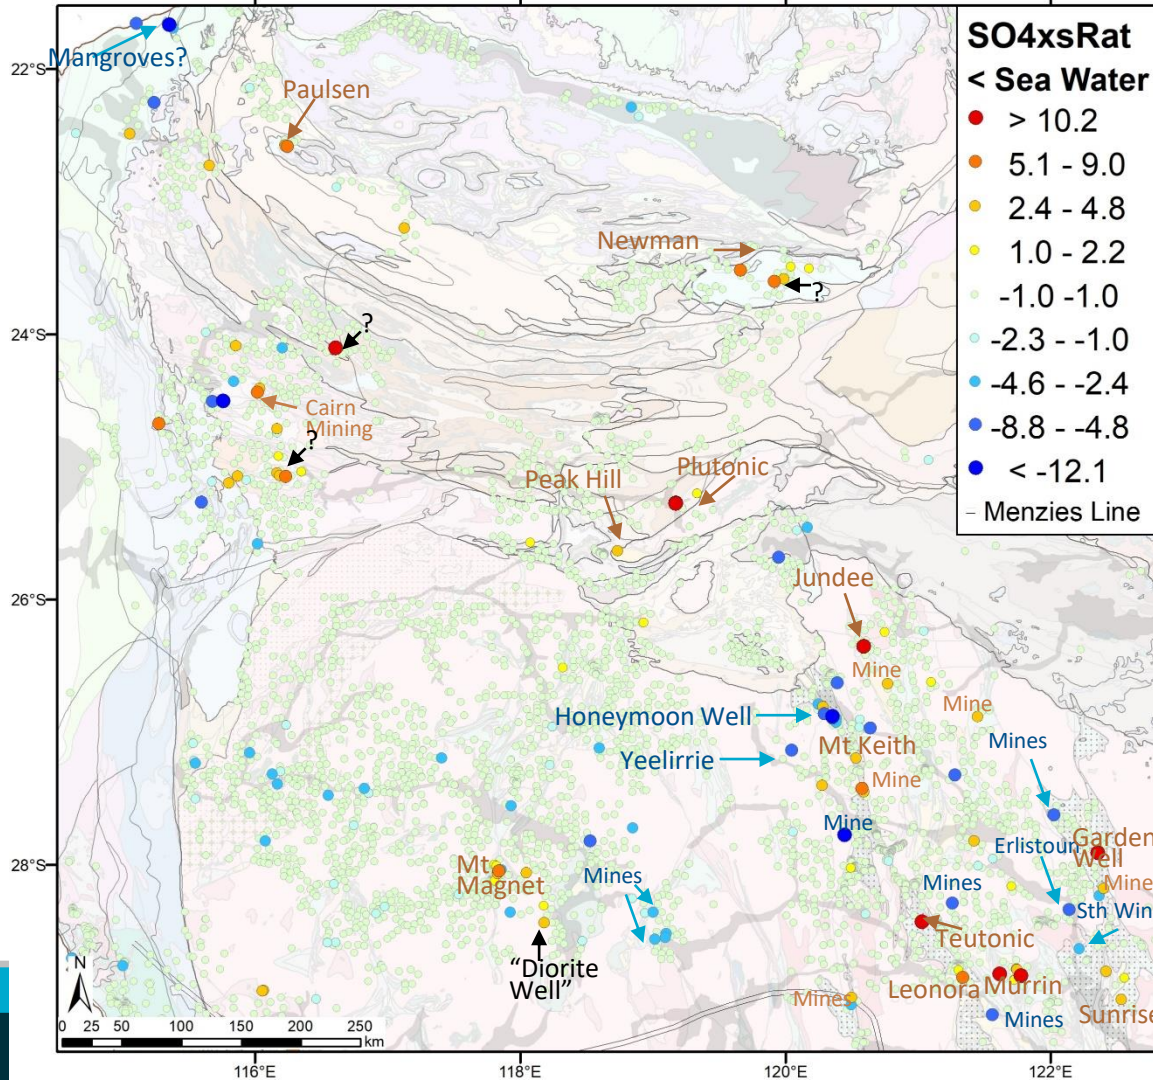 SO4xsRat
< Sea Water
> 10.2
5.1 - 9.0
2.4 - 4.8
1.0 - 2.2
-1.0 -1.0
-2.3 - -1.0
-4.6 - -2.4
-8.8 - -4.8
< -12.1
Menzies Line
Mangroves?
22°S
Paulsen
Newman
?
24°S
?
Cairn
Mining
?
Peak Hill
Plutonic
26°S
Jundee
Mine
Mine
Honeymoon Well
Mt Keith
Mines
Yeelirrie
Mine
Mine
Erlistoun
Garden
Well
28°S
Mt
Magnet
Mines
Mines
Mine
Sth Win
Teutonic
"Diorite
Well"
Leonora
Murrin
Mines
Sunrise
Mines
N
0 25 50 100 150 200 250
km
116°E
118°E
120°E
122°E